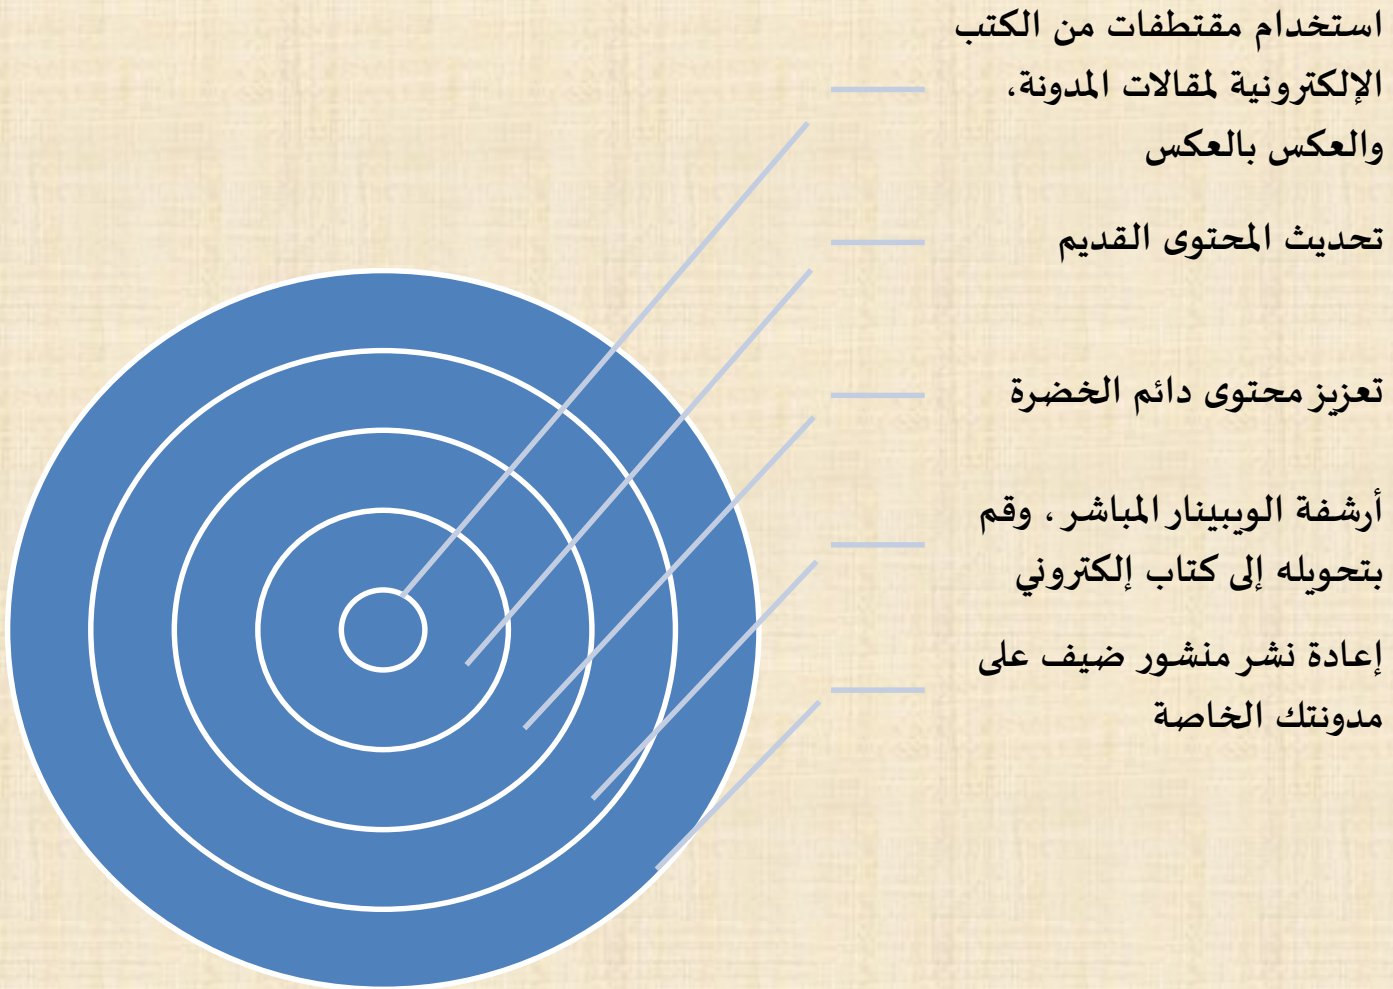 استخدام مقتطفات من الكتب
الإلكترونية لمقالات المدونة،
والعكس بالعكس
تحديث المحتوى القديم
تعزيز محتوى دائم الخضرة
أرشفة الويبينار المباشر ، وقم
بتحويله إلى كتاب إلكتروني
إعادة نشر منشور ضيف على
مدونتك الخاصة